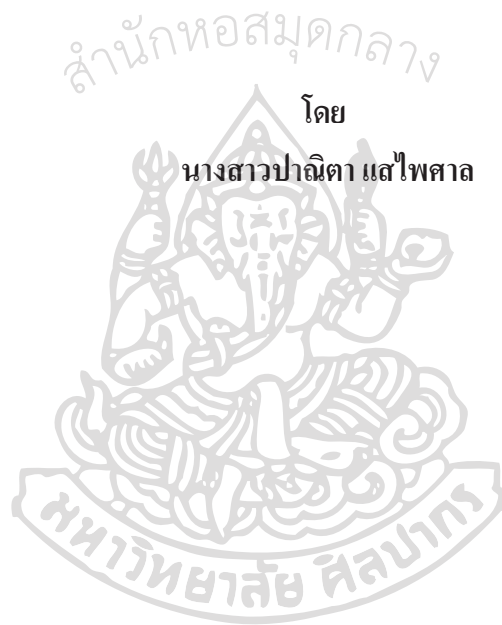 สำนักหอสมุดกลาง
โดย
นางสาวปาณิตา แสไพศาล
มหาวิทยาลัย ศิลปากร